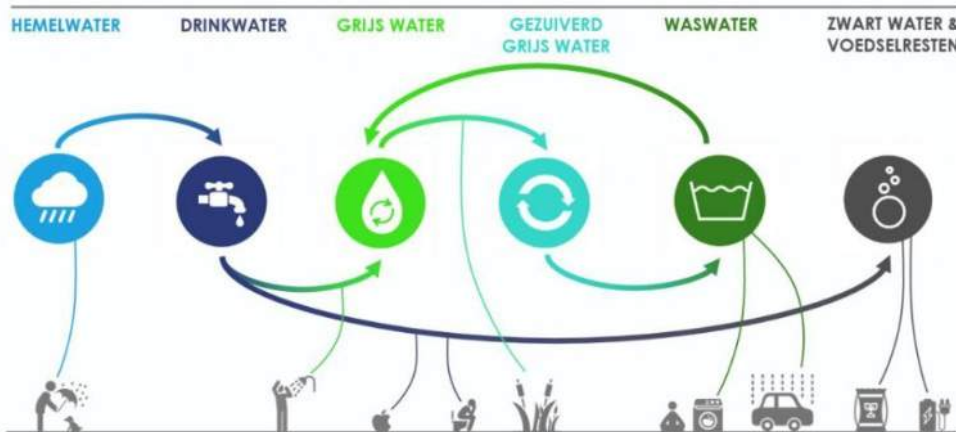 HEMELWATER
DRINKWATER
GRIJS WATER
GEZUIVERD
GRIJS WATER
WASWATER
ZWART WATER &
VOEDSELRESTEN